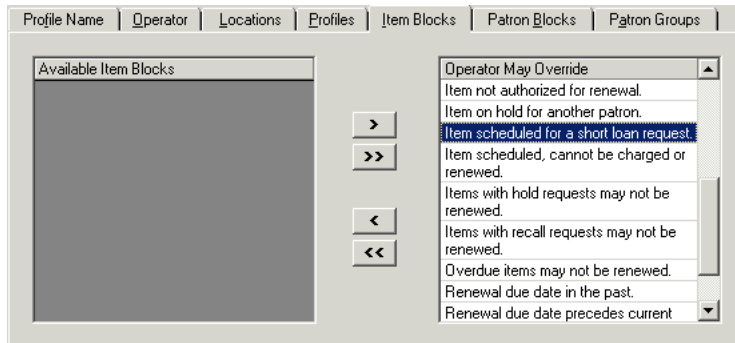 Profile Name Operator Locations Profiles Item Blocks Patron Blocks Patron Groups
Available Item Blocks
>
>>
<
<<
Operator May Override
Item not authorized for renewal.
Item on hold for another patron.
Item scheduled for a short loan request.
Item scheduled, cannot be charged or
renewed.
Items with hold requests may not be
renewed.
Items with recall requests may not be
renewed.
Overdue items may not be renewed.
Renewal due date in the past.
Renewal due date precedes current